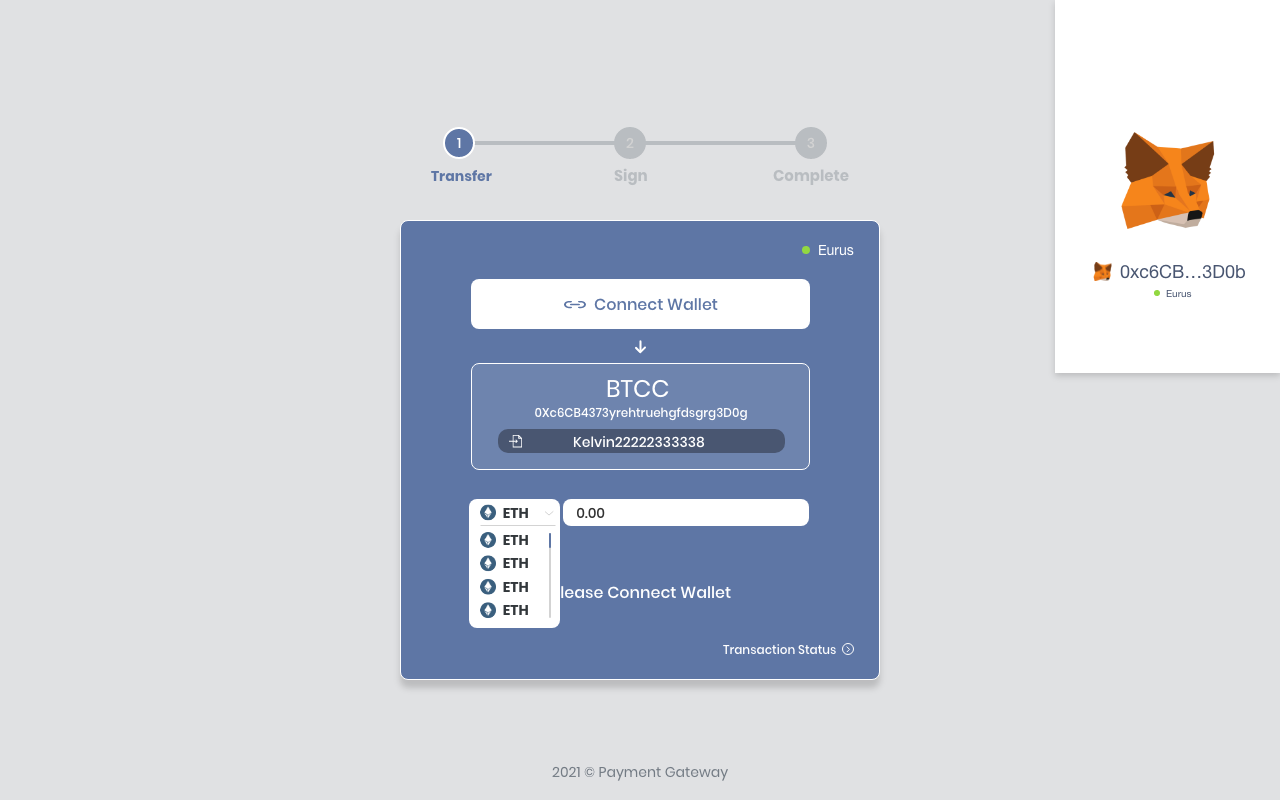 1
2
3
Transfer
Sign
Complete
Eurus
Connect Wallet
BTCC
0Xc6CB4373yrehtruehgfdsgrg3D0g
Kelvin22222333338
ETH
0.00
ETH
ETH
ETH
ETH
lease Connect Wallet
Transaction Status
2021 © Payment Gateway
0xc6CB...3D0b
Eurus